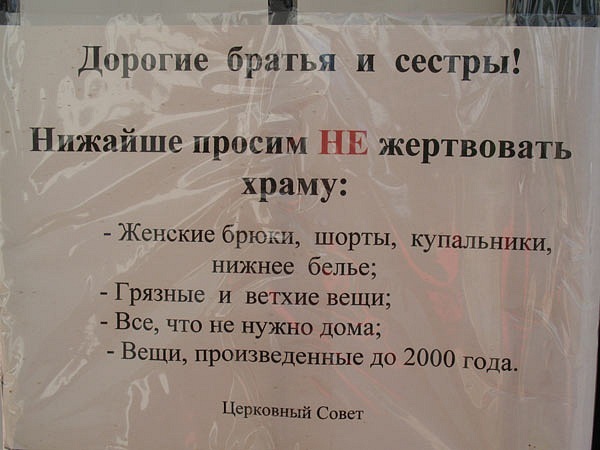 Дорогие братья и сестры!
Нижайше просим НЕ жертвовать
храму:
- Женские брюки, шорты, купальники,
нижнее белье;
- Грязные и ветхие вещи;
- Все, что не нужно дома;
- Вещи, произведенные до 2000 года.
Церковный Совет